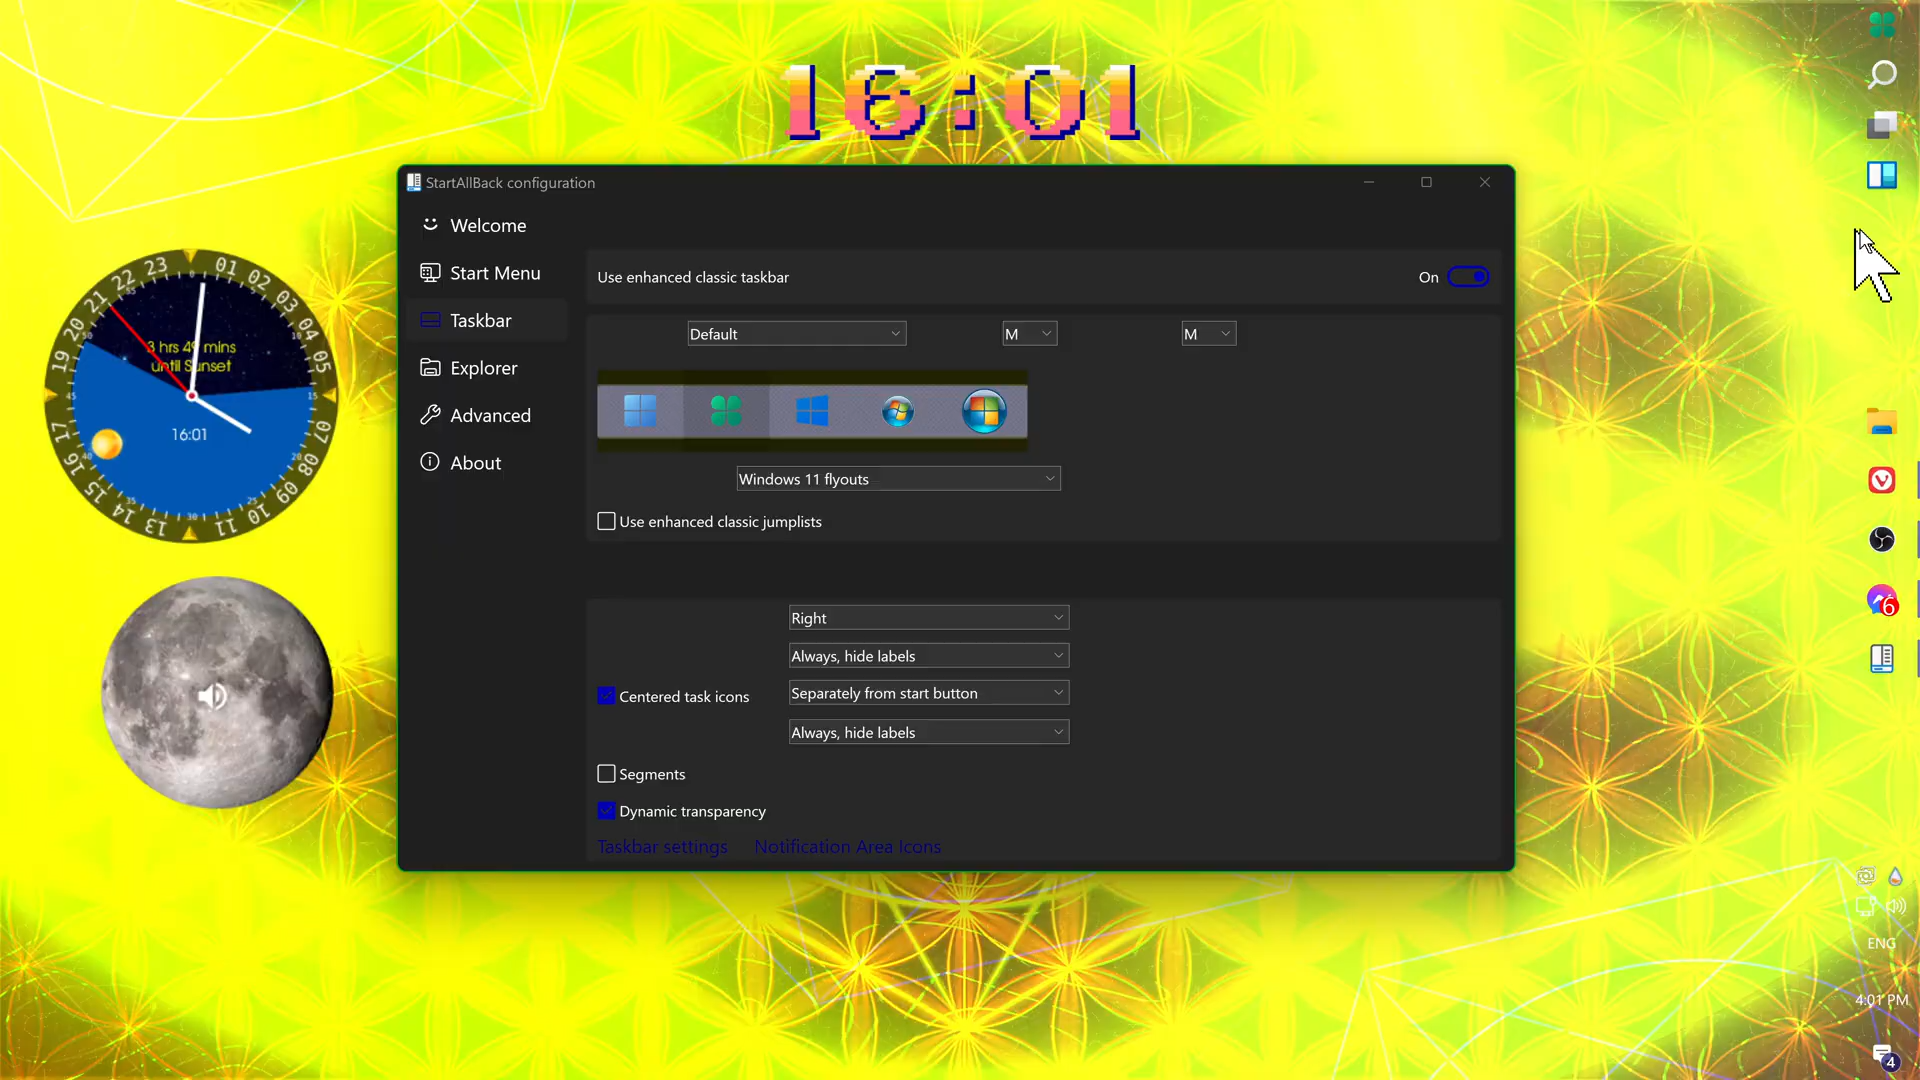 16:01
StartAllBack configuration
Welcome
Start Menu
Taskbar
Explorer
Advanced
About
Use enhanced classic taskbar
On
Default
M
M
Windows 11 flyouts
Use enhanced classic jumplists
Right
Always, hide labels
Centered task icons
Separately from start button
Always, hide labels
Segments
Dynamic transparency
Taskbar settings
Notification Area Icons
01 02 03 04 05 07 08 09 10 11 13 14 15 16 17 19 20 21 22 23
3 hrs 49 mins
until Sunset
16:01
6
ENG
4:01 PM
4